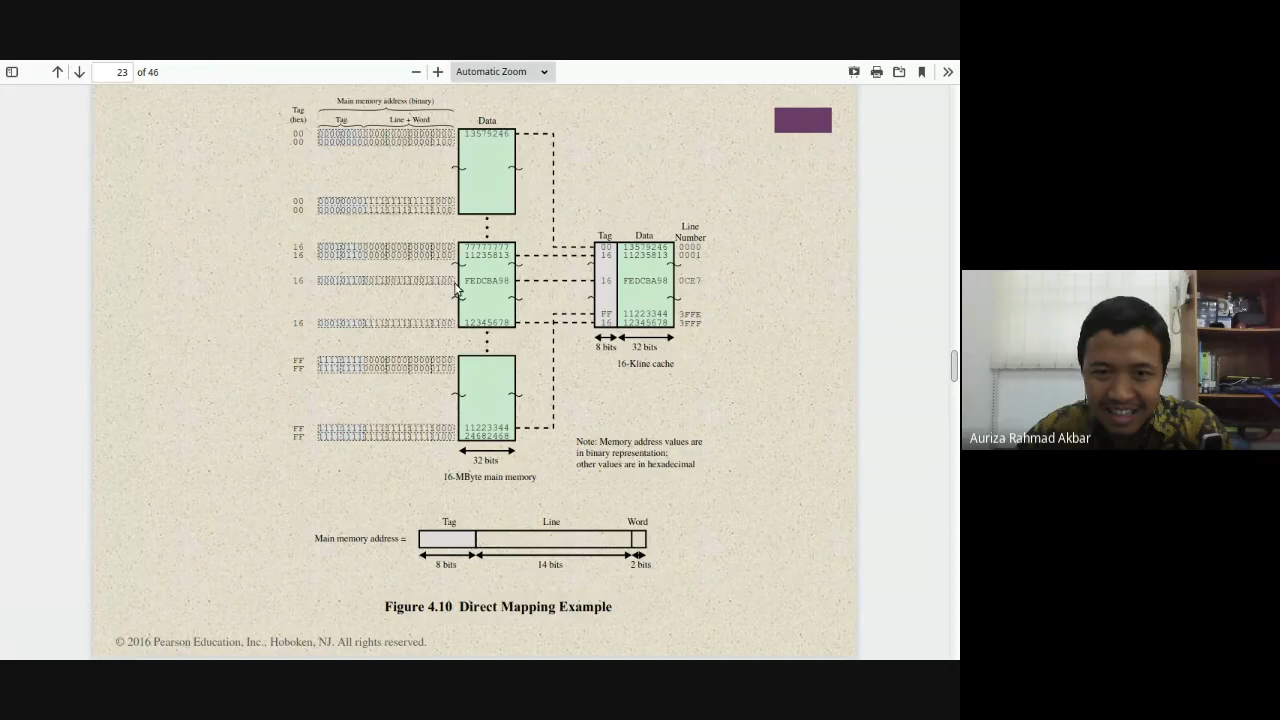 23 of 46
Automatic Zoom
Main memory address (binary)
Tag
(hex)
Tag
Line + Word
Data
00
13579246
00
00
00
16
77777777
16
11235813
16
FEDCBA98
16
12345678
FF
FF
FF
11223344
FF
24682468
32 bits
16-MByte main memory
Tag
Data
Line
Number
00 13579246 0000
16 11235813 0001
16 FEDCBA98 0CE7
FF 11223344 3FFE
16 12345678 3FFF
8 bits
32 bits
16-Kline cache
Note: Memory address values are
in binary representation;
other values are in hexadecimal
Tag
Line
Word
Main memory address =
8 bits
14 bits
2 bits
Figure 4.10 Direct Mapping Example
© 2016 Pearson Education, Inc., Hoboken, NJ. All rights reserved.
Auriza Rahmad Akbar